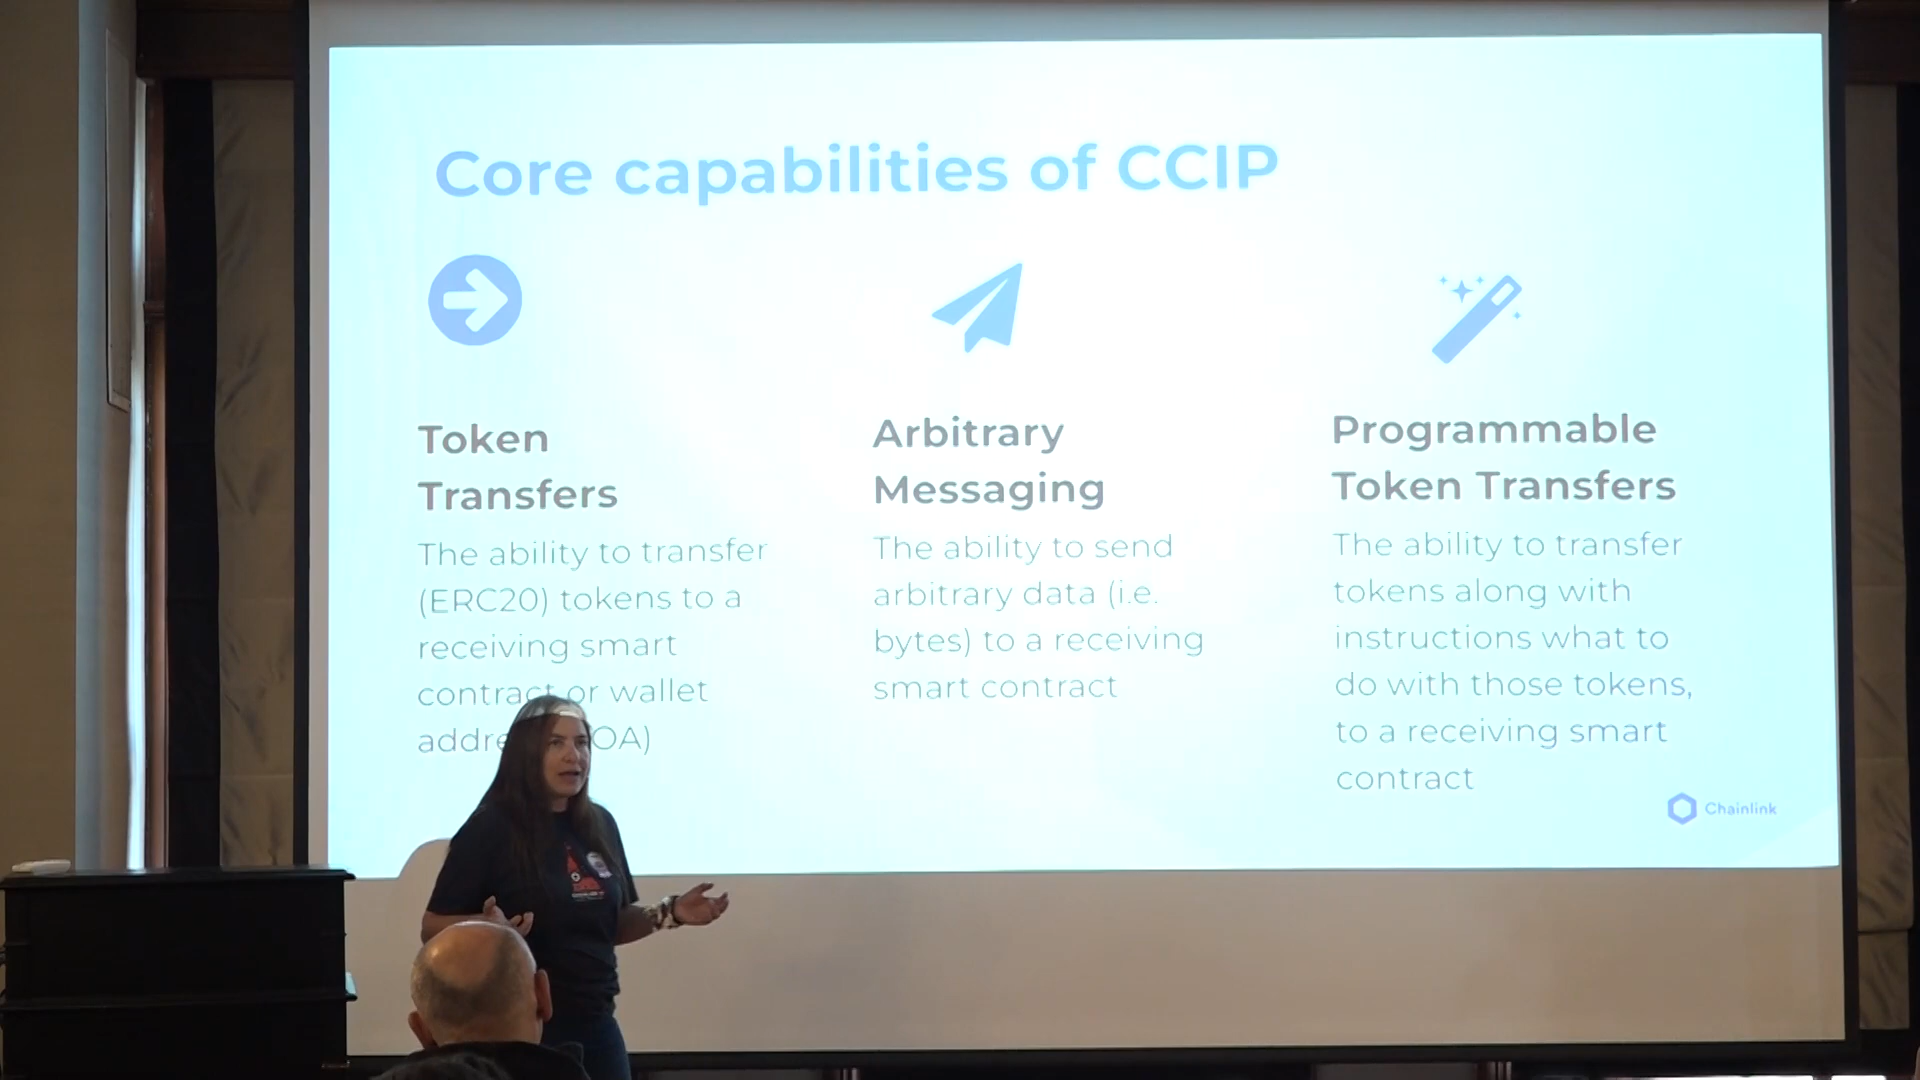 Core capabilities of CCIP
Token
Transfers
The ability to transfer
(ERC20) tokens to a
receiving smart
contract or wallet
OA)
Arbitrary
Messaging
The ability to send
arbitrary data (i.e.
bytes) to a receiving
smart contract
Programmable
Token Transfers
The ability to transfer
tokens along with
instructions what to
do with those tokens,
to a receiving smart
contract
Chainlink